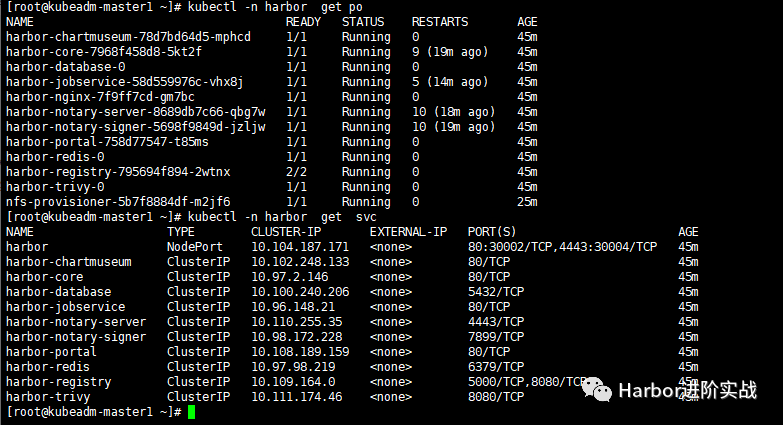 [root@kubeadm-master1 ~]# kubectl -n harbor  get po
NAME                                     READY   STATUS    RESTARTS       AGE
harbor-chartmuseum-78d7bd64d5-mphcd      1/1     Running   0              45m
harbor-core-7968f458d8-5kt2f             1/1     Running   9 (19m ago)    45m
harbor-database-0                        1/1     Running   0              45m
harbor-jobservice-58d559976c-vhx8j       1/1     Running   5 (14m ago)    45m
harbor-nginx-7f9ff7cd-gm7bc              1/1     Running   0              45m
harbor-notary-server-8689db7c66-qbg7w    1/1     Running   10 (18m ago)   45m
harbor-notary-signer-5698f9849d-jzljw    1/1     Running   10 (19m ago)   45m
harbor-portal-758d77547-t85ms            1/1     Running   0              45m
harbor-redis-0                           1/1     Running   0              45m
harbor-registry-795694f894-2wtnx         2/2     Running   0              45m
harbor-trivy-0                           1/1     Running   0              45m
nfs-provisioner-5b7f8884df-m2jf6         1/1     Running   0              25m
[root@kubeadm-master1 ~]# kubectl -n harbor  get  svc
NAME                   TYPE        CLUSTER-IP       EXTERNAL-IP   PORT(S)                       AGE
harbor                 NodePort    10.104.187.171   <none>        80:30002/TCP,4443:30004/TCP   45m
harbor-chartmuseum     ClusterIP   10.102.248.133   <none>        80/TCP                        45m
harbor-core            ClusterIP   10.97.2.146      <none>        80/TCP                        45m
harbor-database        ClusterIP   10.100.240.206   <none>        5432/TCP                      45m
harbor-jobservice      ClusterIP   10.96.148.21     <none>        80/TCP                        45m
harbor-notary-server   ClusterIP   10.110.255.35    <none>        4443/TCP                      45m
harbor-notary-signer   ClusterIP   10.98.172.228    <none>        7899/TCP                      45m
harbor-portal          ClusterIP   10.108.189.159   <none>        80/TCP                        45m
harbor-redis           ClusterIP   10.97.98.219     <none>        6379/TCP                      45m
harbor-registry        ClusterIP   10.109.164.0     <none>        5000/TCP,8080/TCP             45m
harbor-trivy           ClusterIP   10.111.174.46    <none>        8080/TCP                      45m
[root@kubeadm-master1 ~]#
Harbor进阶实战